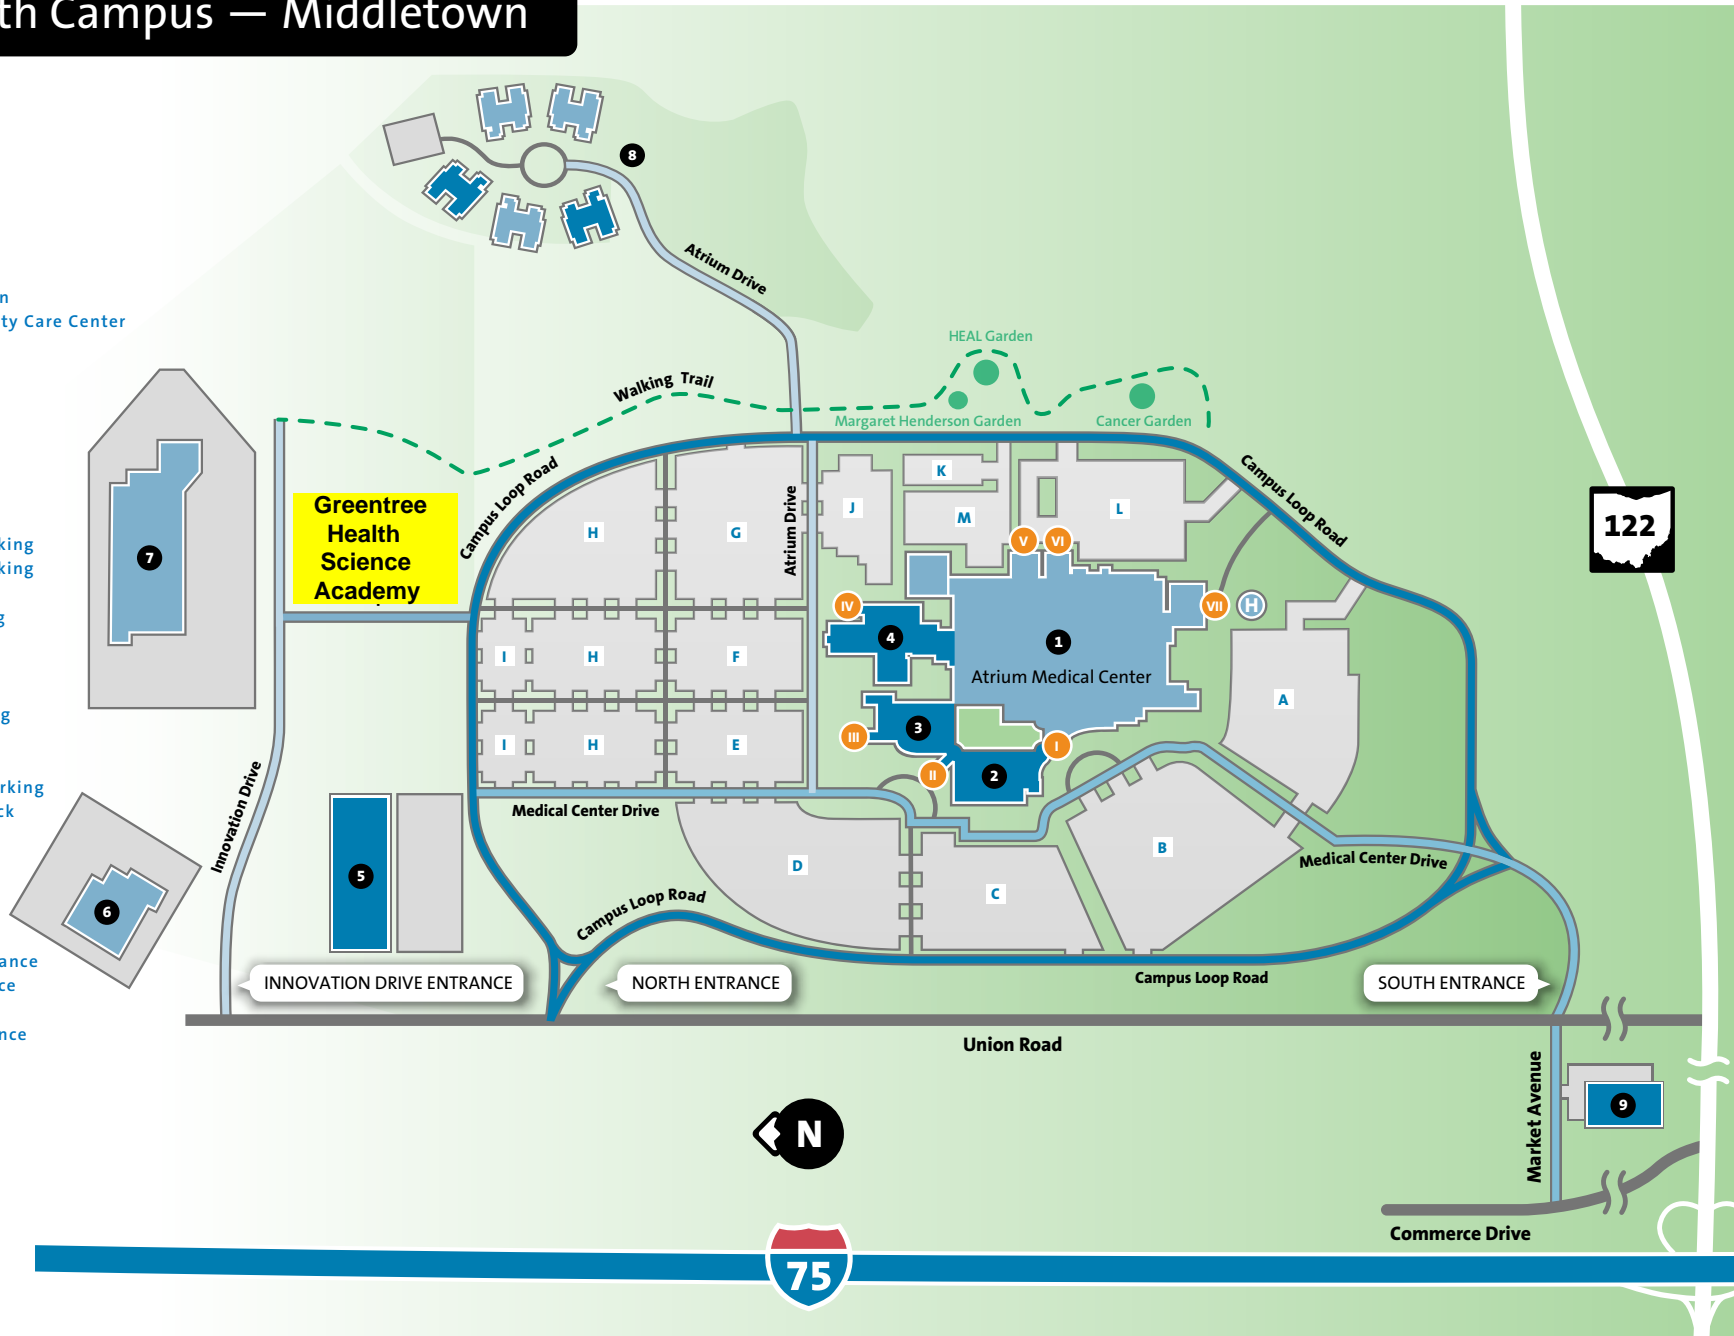 th Campus — Middletown
8
Atrium Drive
n
ty Care Center
HEAL Garden
Walking Trail
Margaret Henderson Garden
Cancer Garden
Campus Loop Road
Campus Loop Road
Greentree
Health
Science
Academy
king
king
g
g
rking
ck
ance
ce
nce
7
H
G
Atrium Drive
J
K
M
L
V
VI
VII
H
IV
4
1
Atrium Medical Center
122
I
H
F
A
3
III
I
H
E
I
II
2
Medical Center Drive
Innovation Drive
5
6
D
C
B
Medical Center Drive
Campus Loop Road
INNOVATION DRIVE ENTRANCE
NORTH ENTRANCE
Campus Loop Road
SOUTH ENTRANCE
Union Road
Market Avenue
9
N
Commerce Drive
75